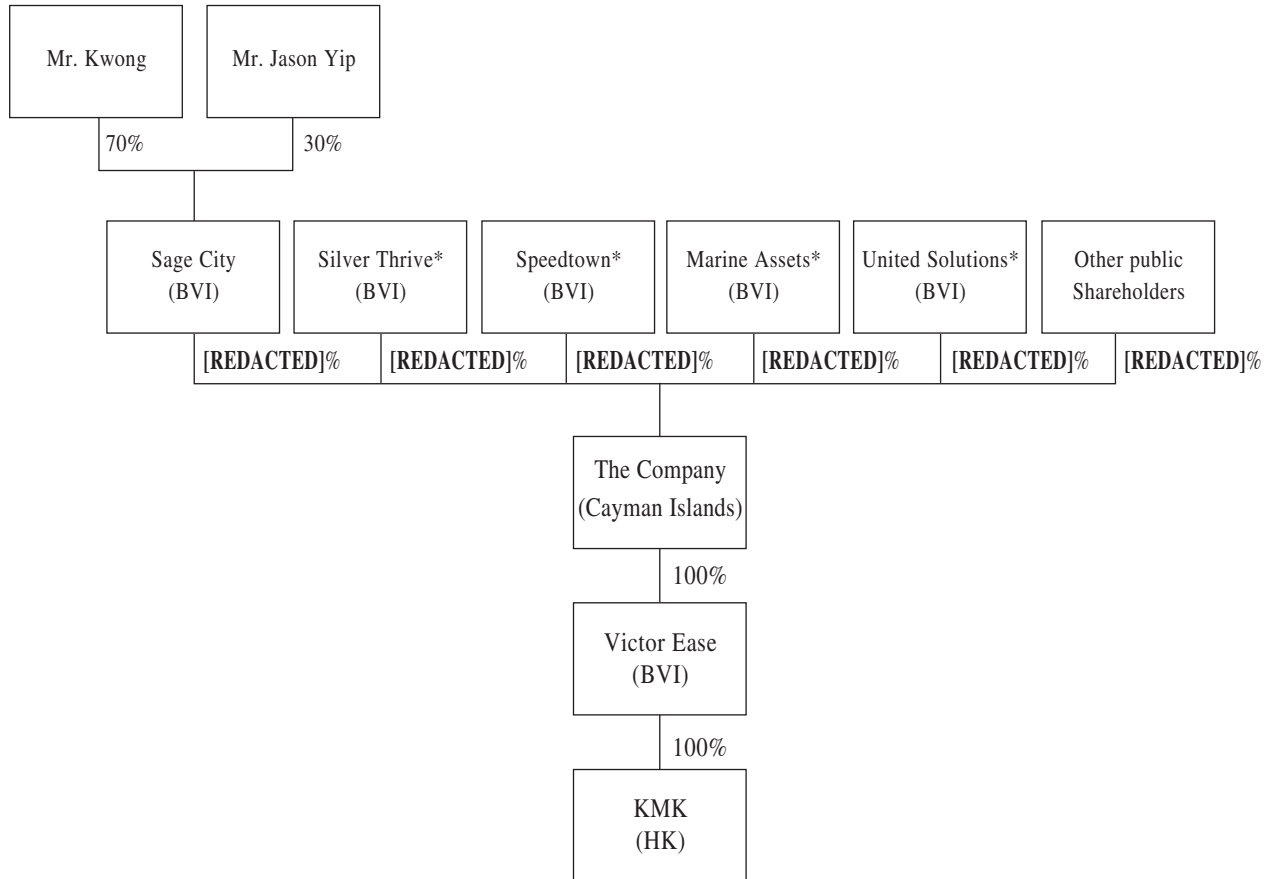 Mr. Kwong
Mr. Jason Yip
70%
30%
Sage City
(BVI)
Silver Thrive*
(BVI)
Speedtown*
(BVI)
Marine Assets*
(BVI)
United Solutions*
(BVI)
Other public
Shareholders
[REDACTED]%
[REDACTED]%
[REDACTED]%
[REDACTED]%
[REDACTED]%
[REDACTED]%
The Company
(Cayman Islands)
100%
Victor Ease
(BVI)
100%
KMK
(HK)